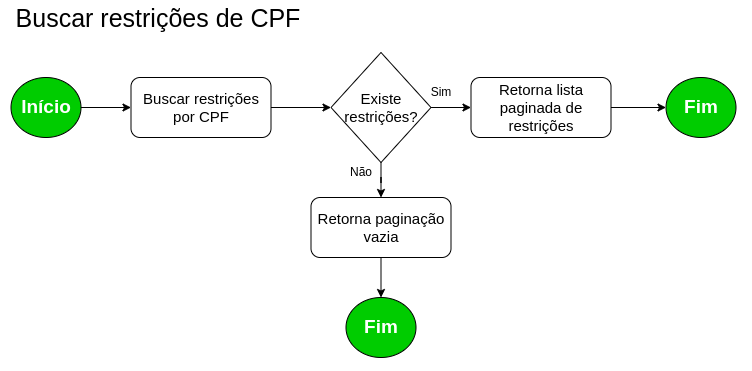 Buscar restrições de CPF
Início
Buscar restrições
por CPF
Existe
restrições?
Sim
Retorna lista
paginada de
restrições
Fim
Não
Retorna paginação
vazia
Fim